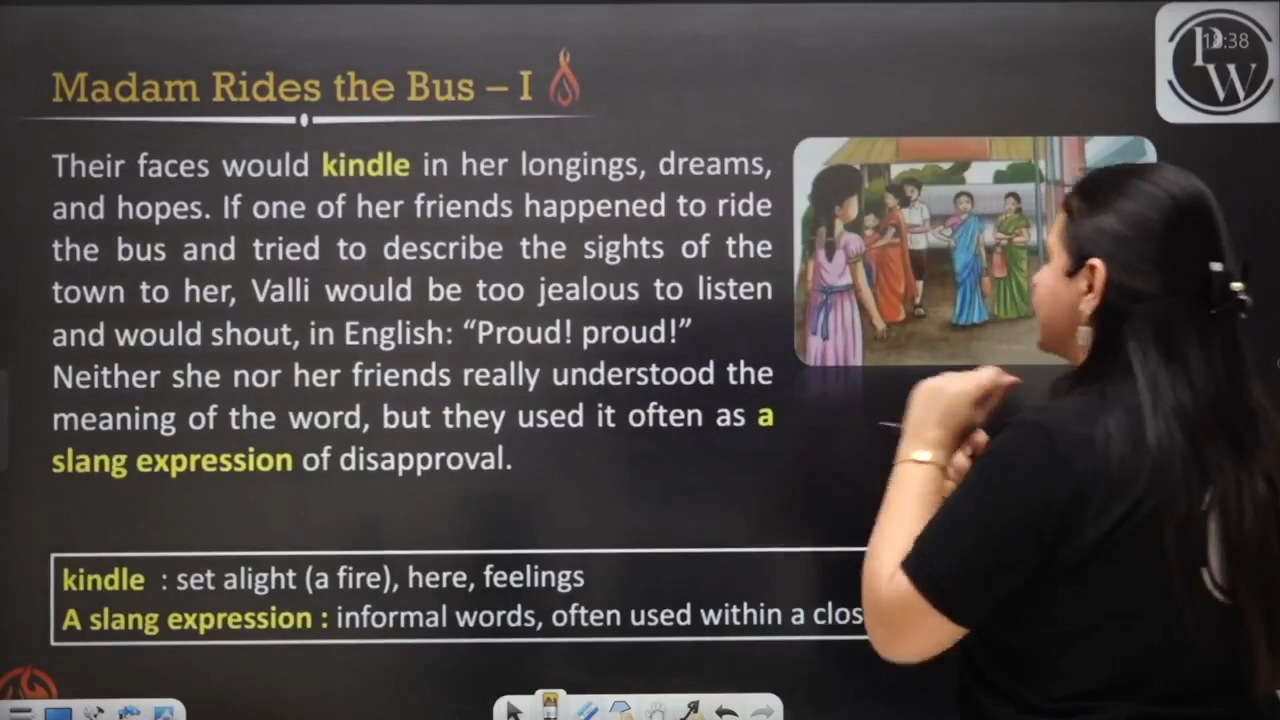 Madam Rides the Bus – I
PW
18:38
Their faces would kindle in her longings, dreams,
and hopes. If one of her friends happened to ride
the bus and tried to describe the sights of the
town to her, Valli would be too jealous to listen
and would shout, in English: “Proud! proud!”
Neither she nor her friends really understood the
meaning of the word, but they used it often as a
slang expression of disapproval.
kindle : set alight (a fire), here, feelings
A slang expression : informal words, often used within a